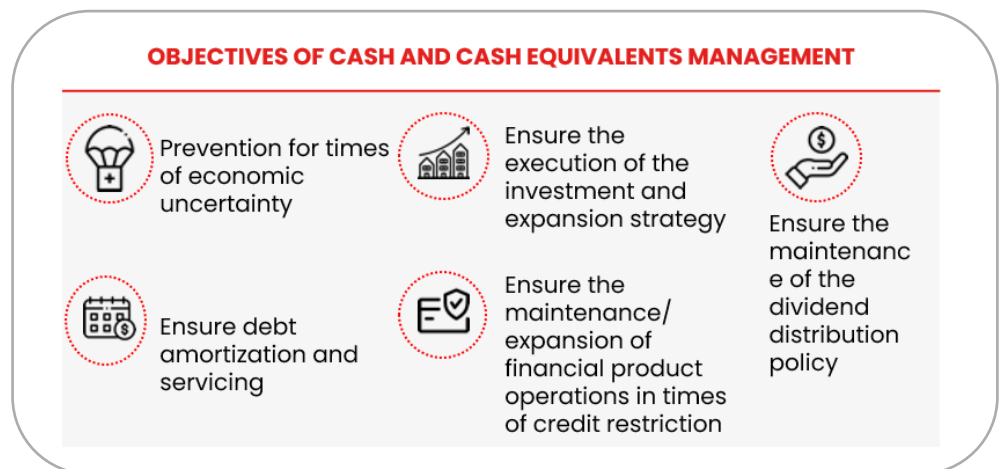 OBJECTIVES OF CASH AND CASH EQUIVALENTS MANAGEMENT
Prevention for times
of economic
uncertainty
Ensure the
execution of the
investment and
expansion strategy
Ensure the
maintenanc
e of the
dividend
distribution
policy
Ensure debt
amortization and
servicing
Ensure the
maintenance/
expansion of
financial product
operations in times
of credit restriction